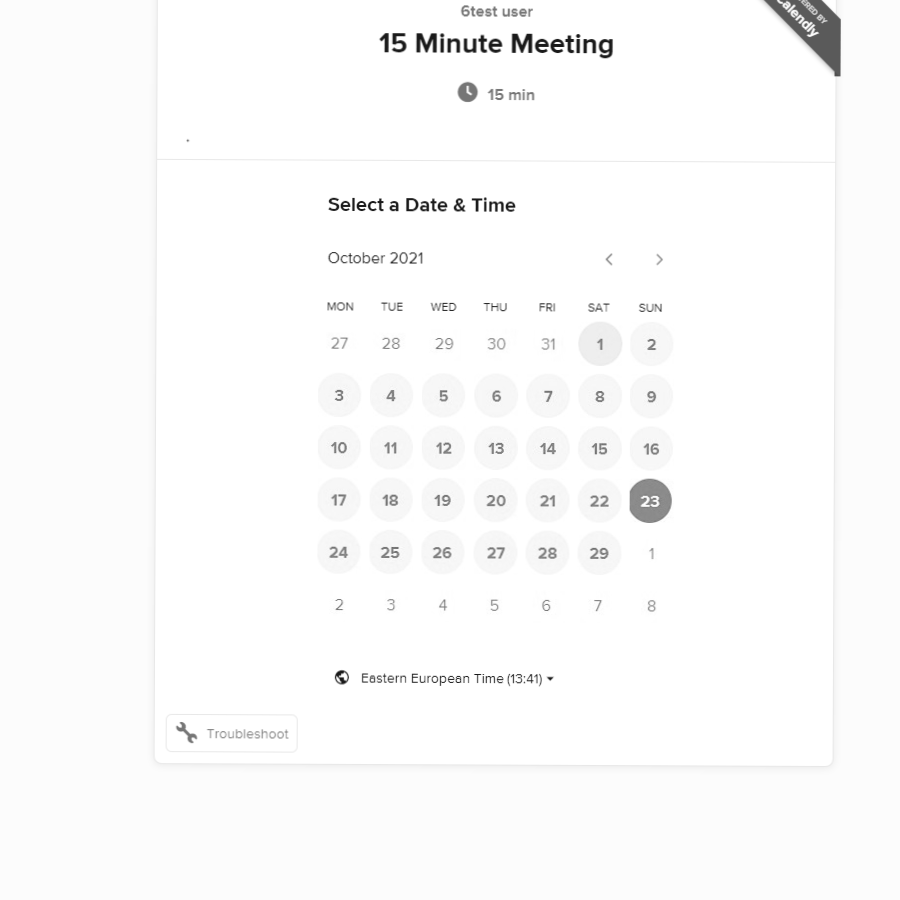 6test user
15 Minute Meeting
15 min
.
Select a Date & Time
October 2021
MON TUE WED THU FRI SAT SUN
27 28 29 30 31 1 2
3 4 5 6 7 8 9
10 11 12 13 14 15 16
17 18 19 20 21 22 23
24 25 26 27 28 29 1
2 3 4 5 6 7 8
Eastern European Time (13:41)
Troubleshoot